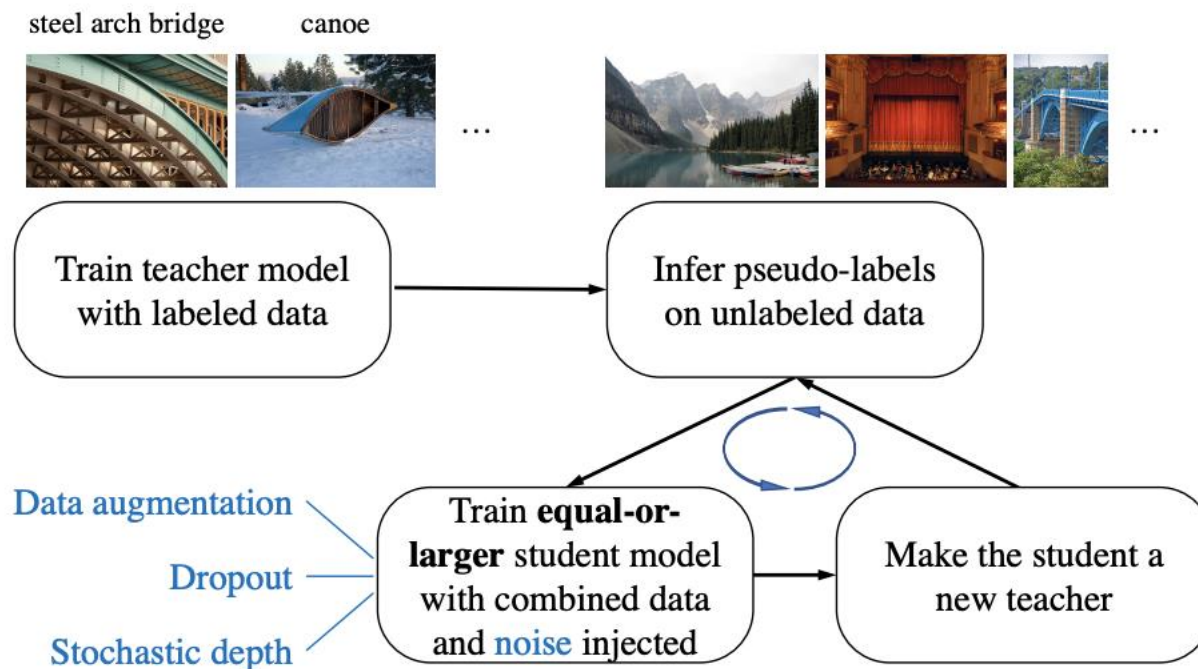 steel arch bridge
canoe
...
...
Train teacher model
with labeled data
Infer pseudo-labels
on unlabeled data
Data augmentation
Dropout
Stochastic depth
Train equal-or-
larger student model
with combined data
and noise injected
Make the student a
new teacher